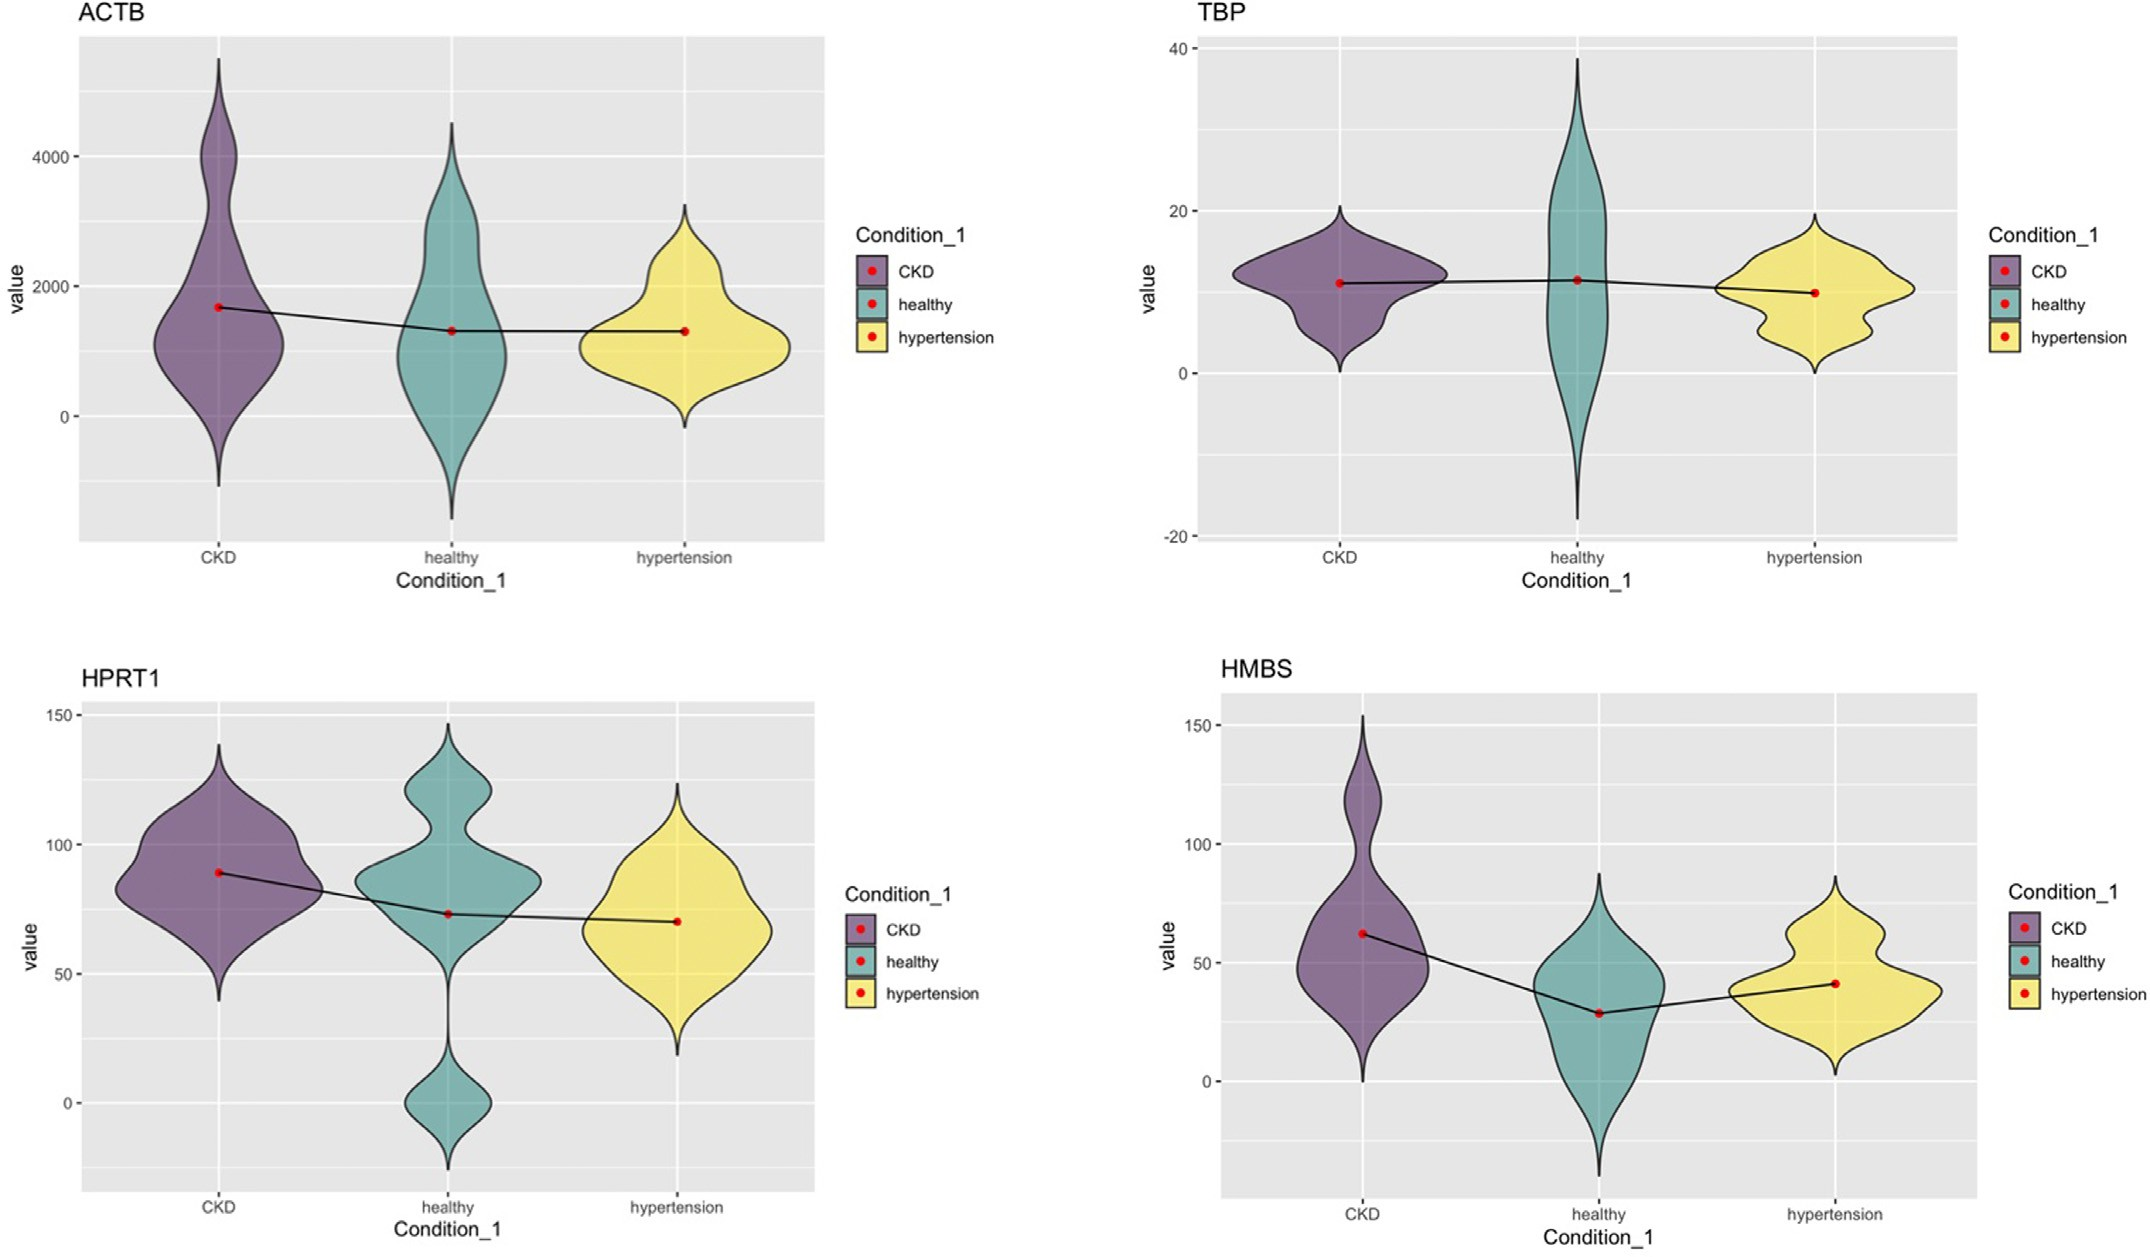 ACTB
value
4000
2000
0
CKD
healthy
hypertension
Condition_1
Condition_1
CKD
healthy
hypertension
TBP
value
40
20
0
-20
CKD
healthy
hypertension
Condition_1
Condition_1
CKD
healthy
hypertension
HPRT1
value
150
100
50
0
CKD
healthy
hypertension
Condition_1
Condition_1
CKD
healthy
hypertension
HMBS
value
150
100
50
0
CKD
healthy
hypertension
Condition_1
Condition_1
CKD
healthy
hypertension